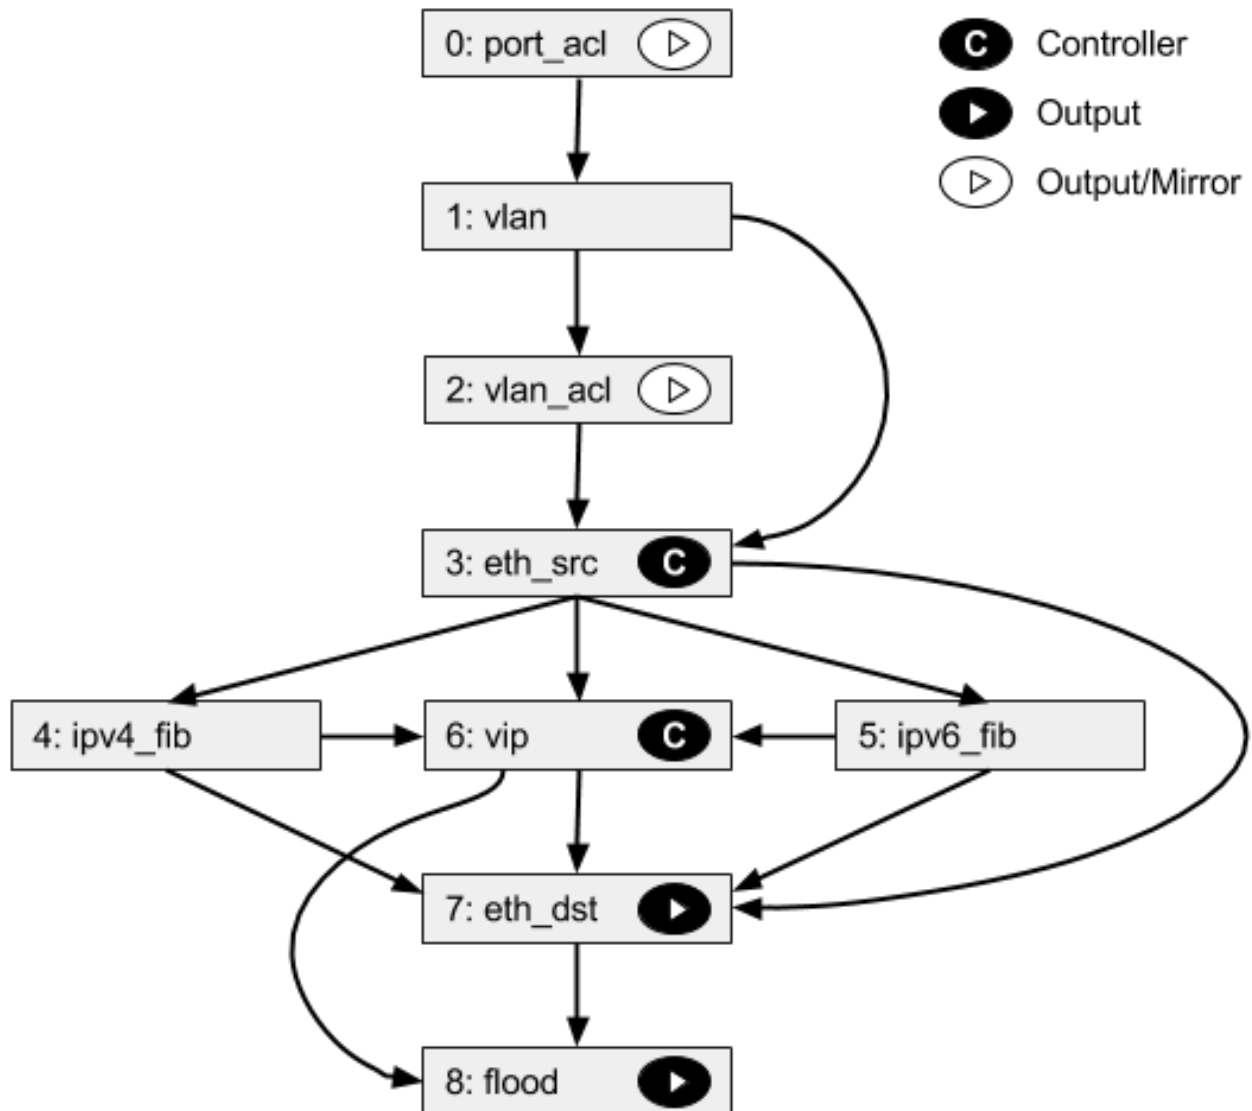 0: port_acl
C Controller
Output
Output/Mirror
1: vlan
2: vlan_acl
3: eth_src C
4: ipv4_fib
6: vip C
5: ipv6_fib
7: eth_dst
8: flood